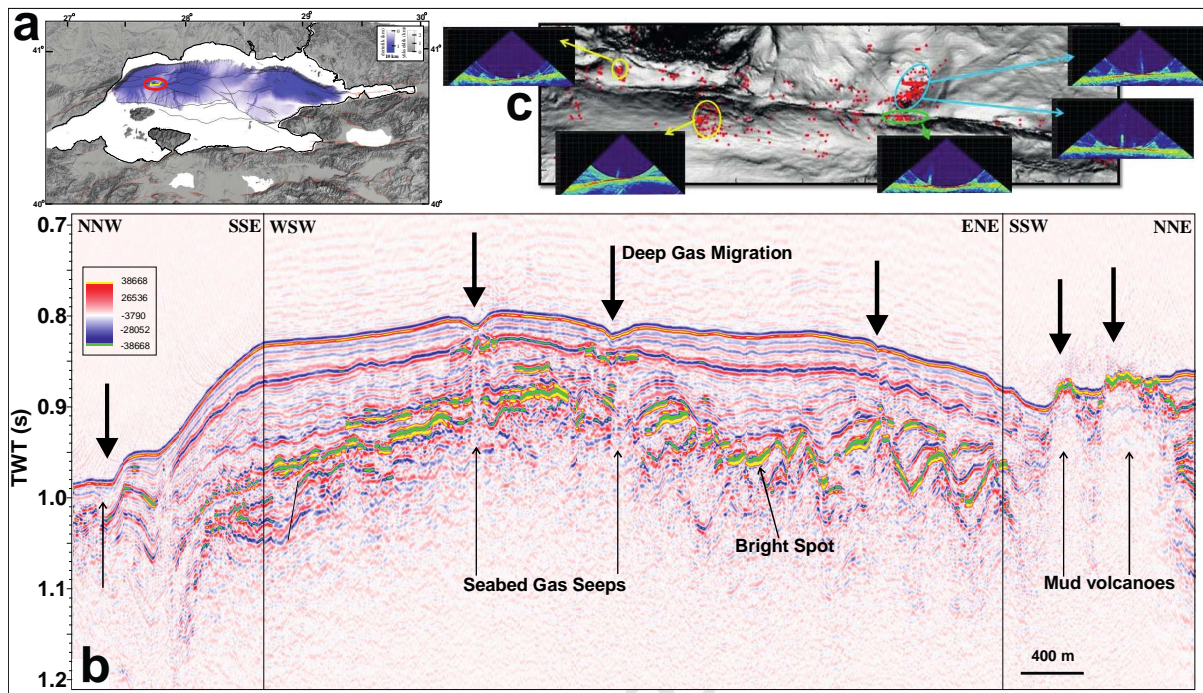 a
27°
28°
29°
30°
41°
41°
40°
40°
10 km
c
b
NNW
SSE
WSW
ENE
SSW
NNE
Deep Gas Migration
38668
26536
-3790
-28052
-38668
0.7
0.8
0.9
1.0
1.1
1.2
TWT (s)
Bright Spot
Seabed Gas Seeps
Mud volcanoes
400 m